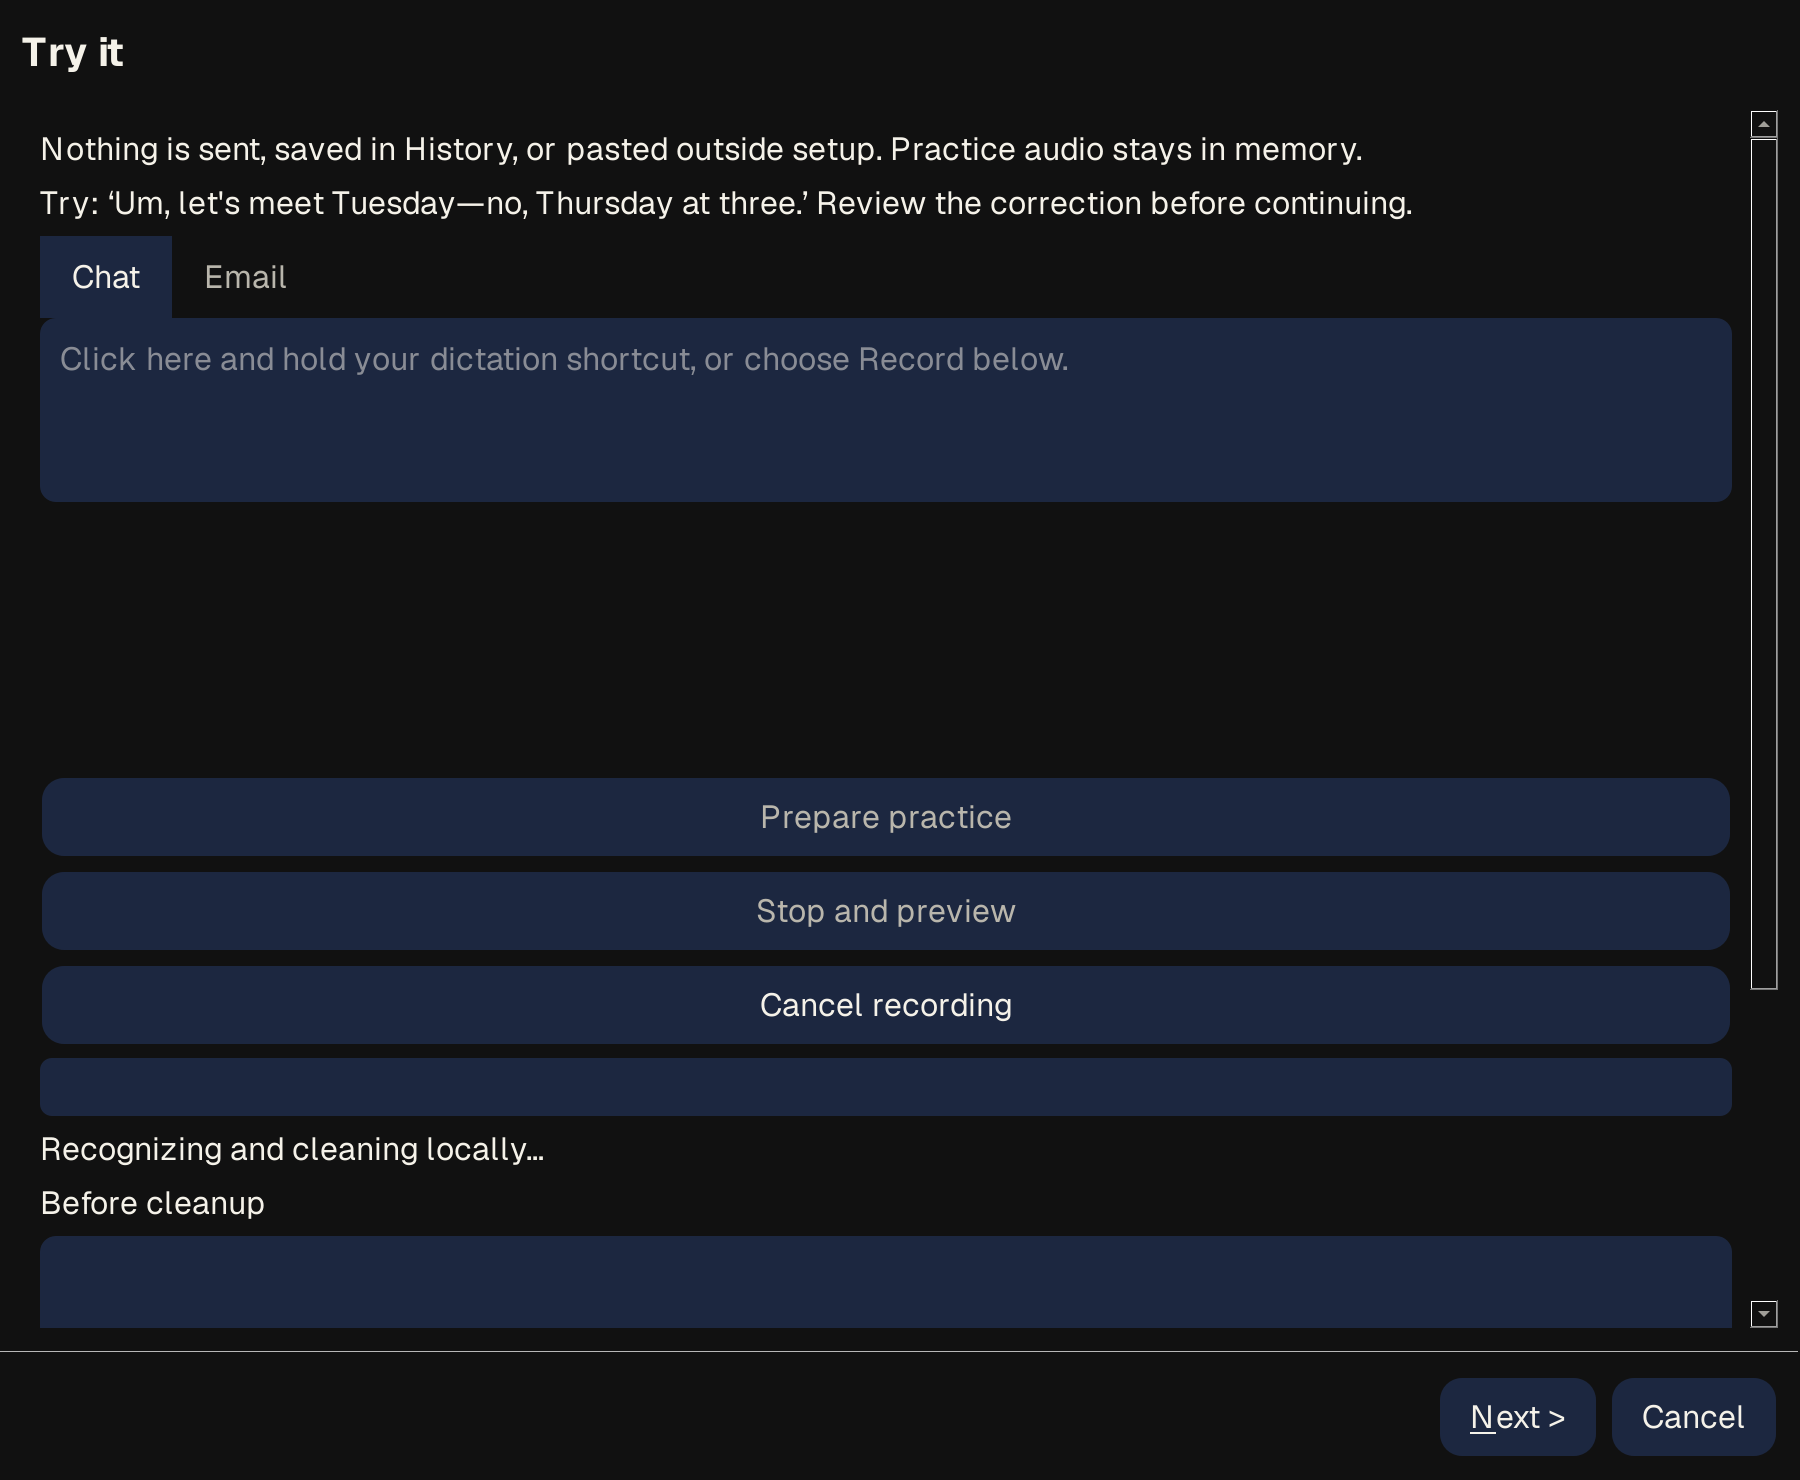 Try it
Nothing is sent, saved in History, or pasted outside setup. Practice audio stays in memory.
Try: ‘Um, let's meet Tuesday—no, Thursday at three.’ Review the correction before continuing.
Chat
Email
Click here and hold your dictation shortcut, or choose Record below.
Prepare practice
Stop and preview
Cancel recording
Recognizing and cleaning locally…
Before cleanup
Next >
Cancel